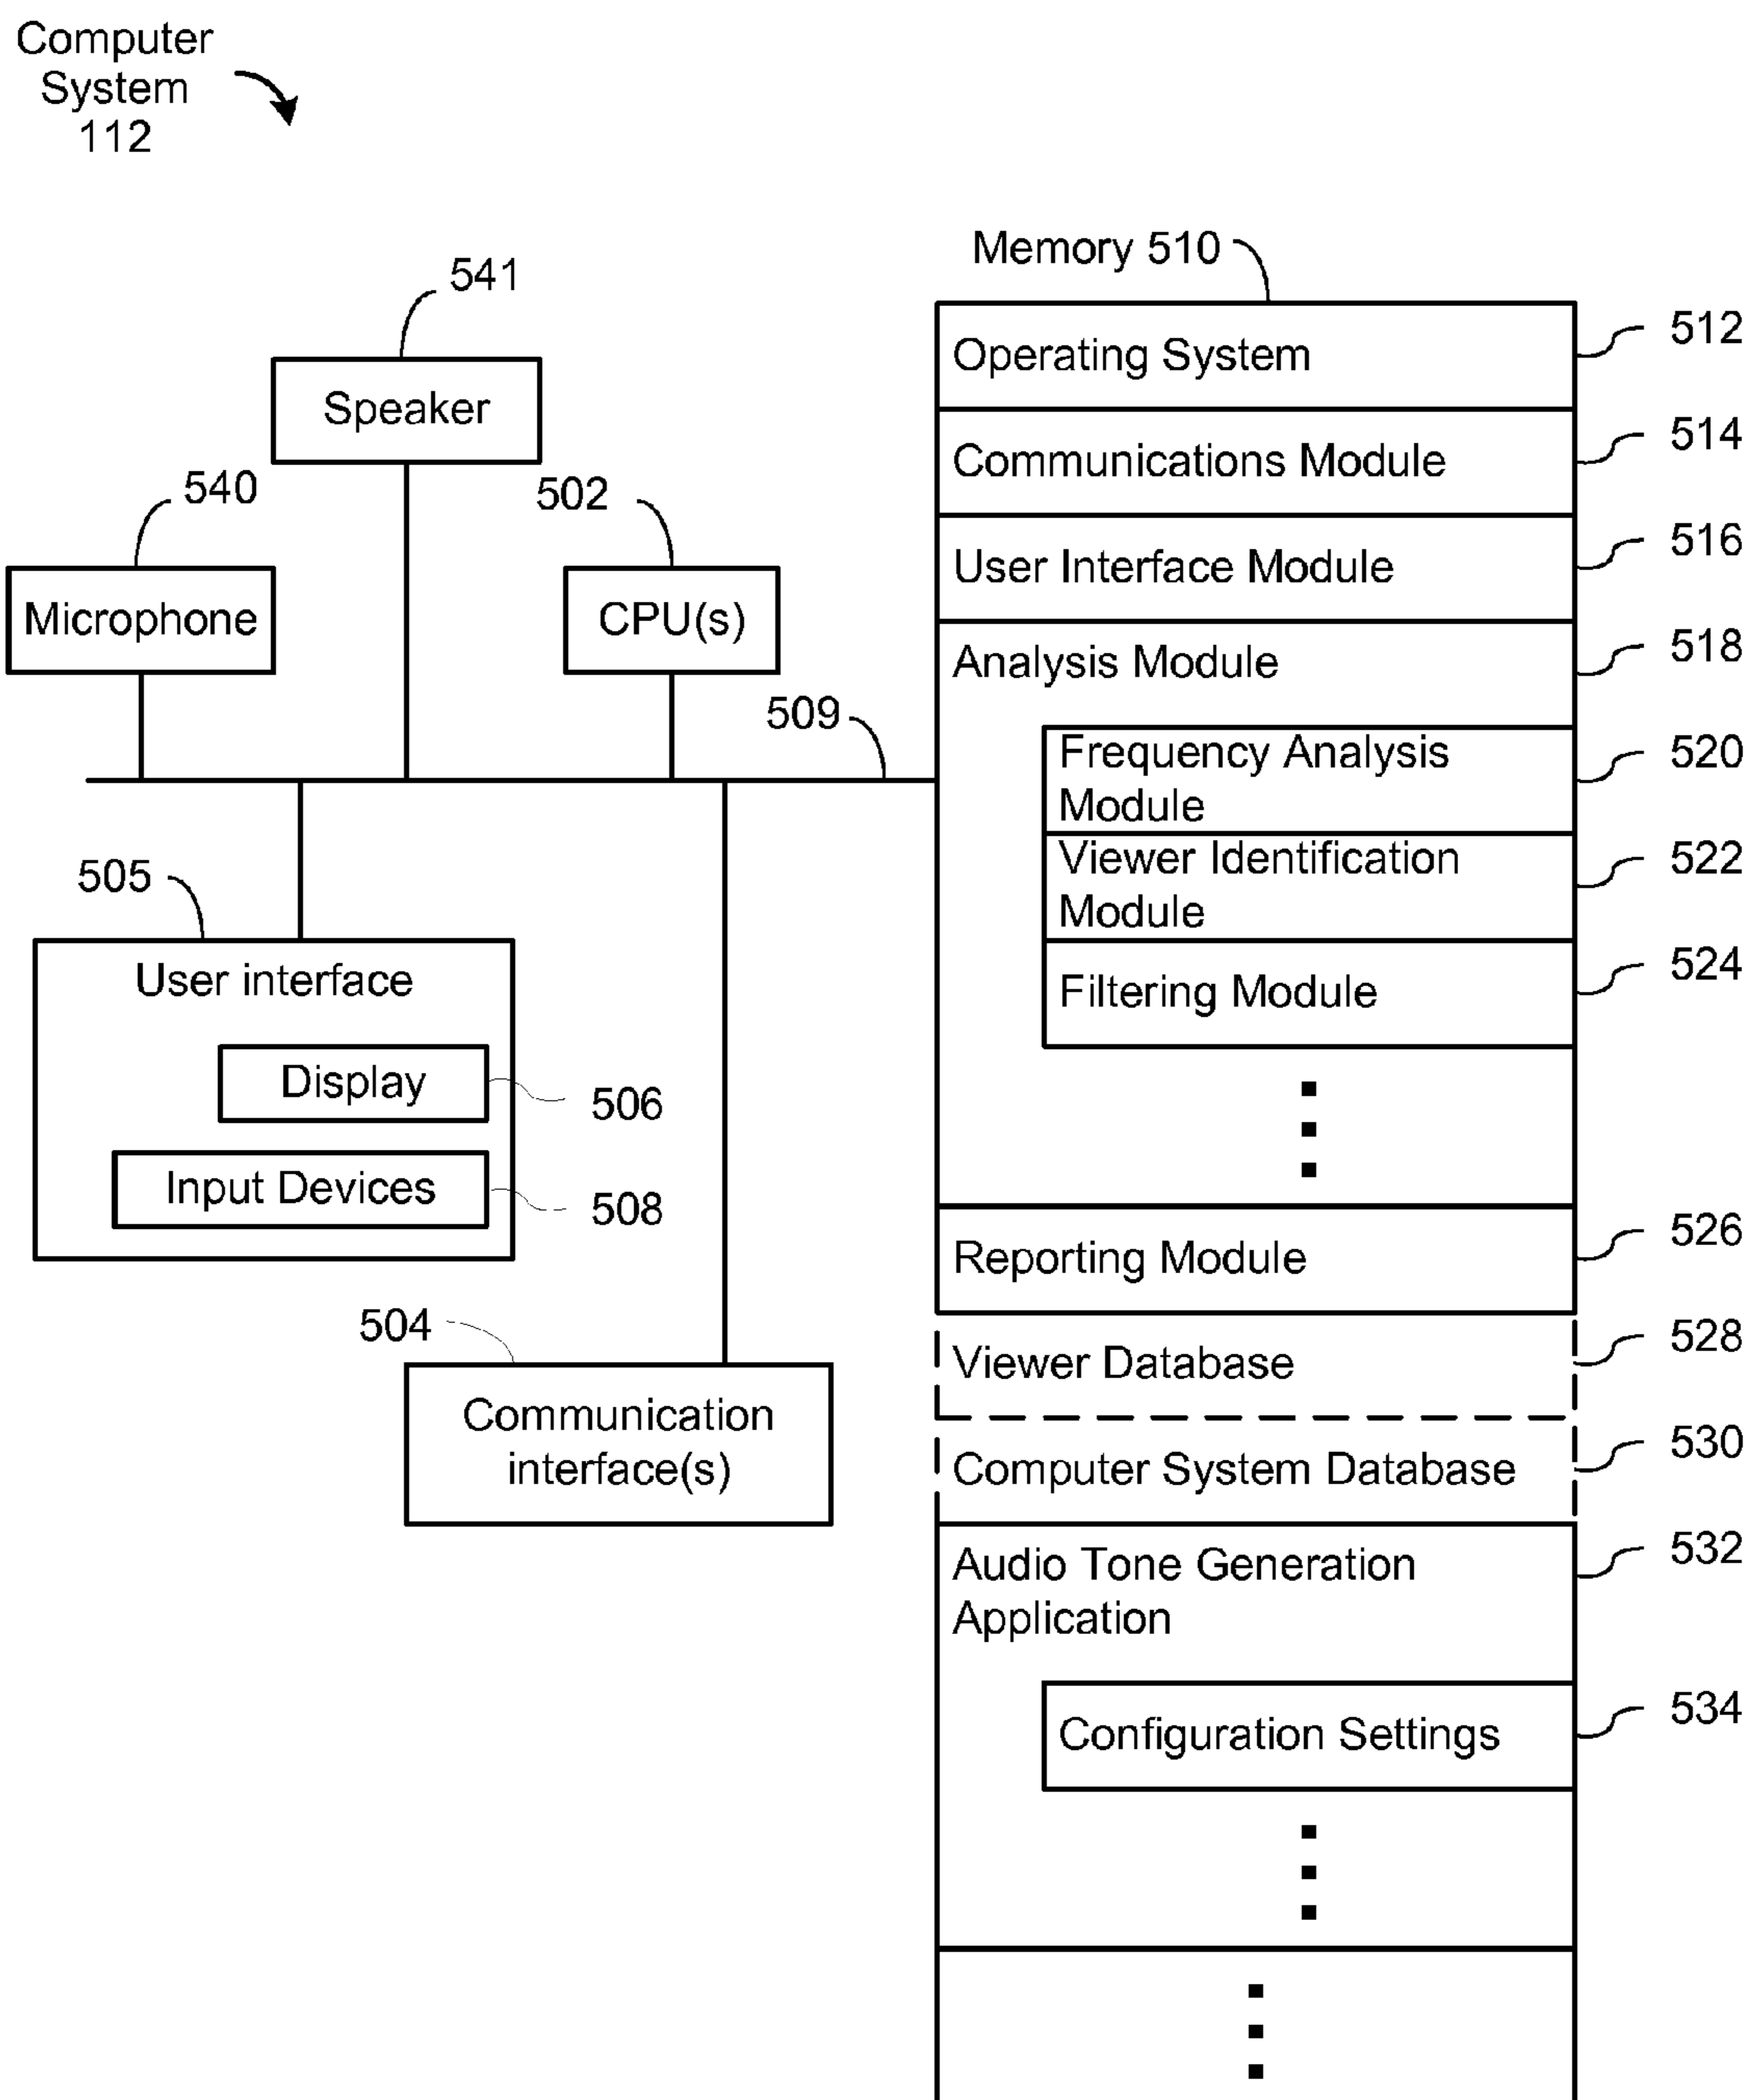 Computer
System
112
Memory 510
541
512
Operating System
Speaker
514
Communications Module
540
502
516
User Interface Module
Microphone
CPU(s)
518
Analysis Module
509
520
Frequency Analysis
Module
522
Viewer Identification
Module
505
524
Filtering Module
User interface
Display
506
Input Devices
508
526
Reporting Module
504
528
Viewer Database
Communication
interface(s)
530
Computer System Database
532
Audio Tone Generation
Application
534
Configuration Settings